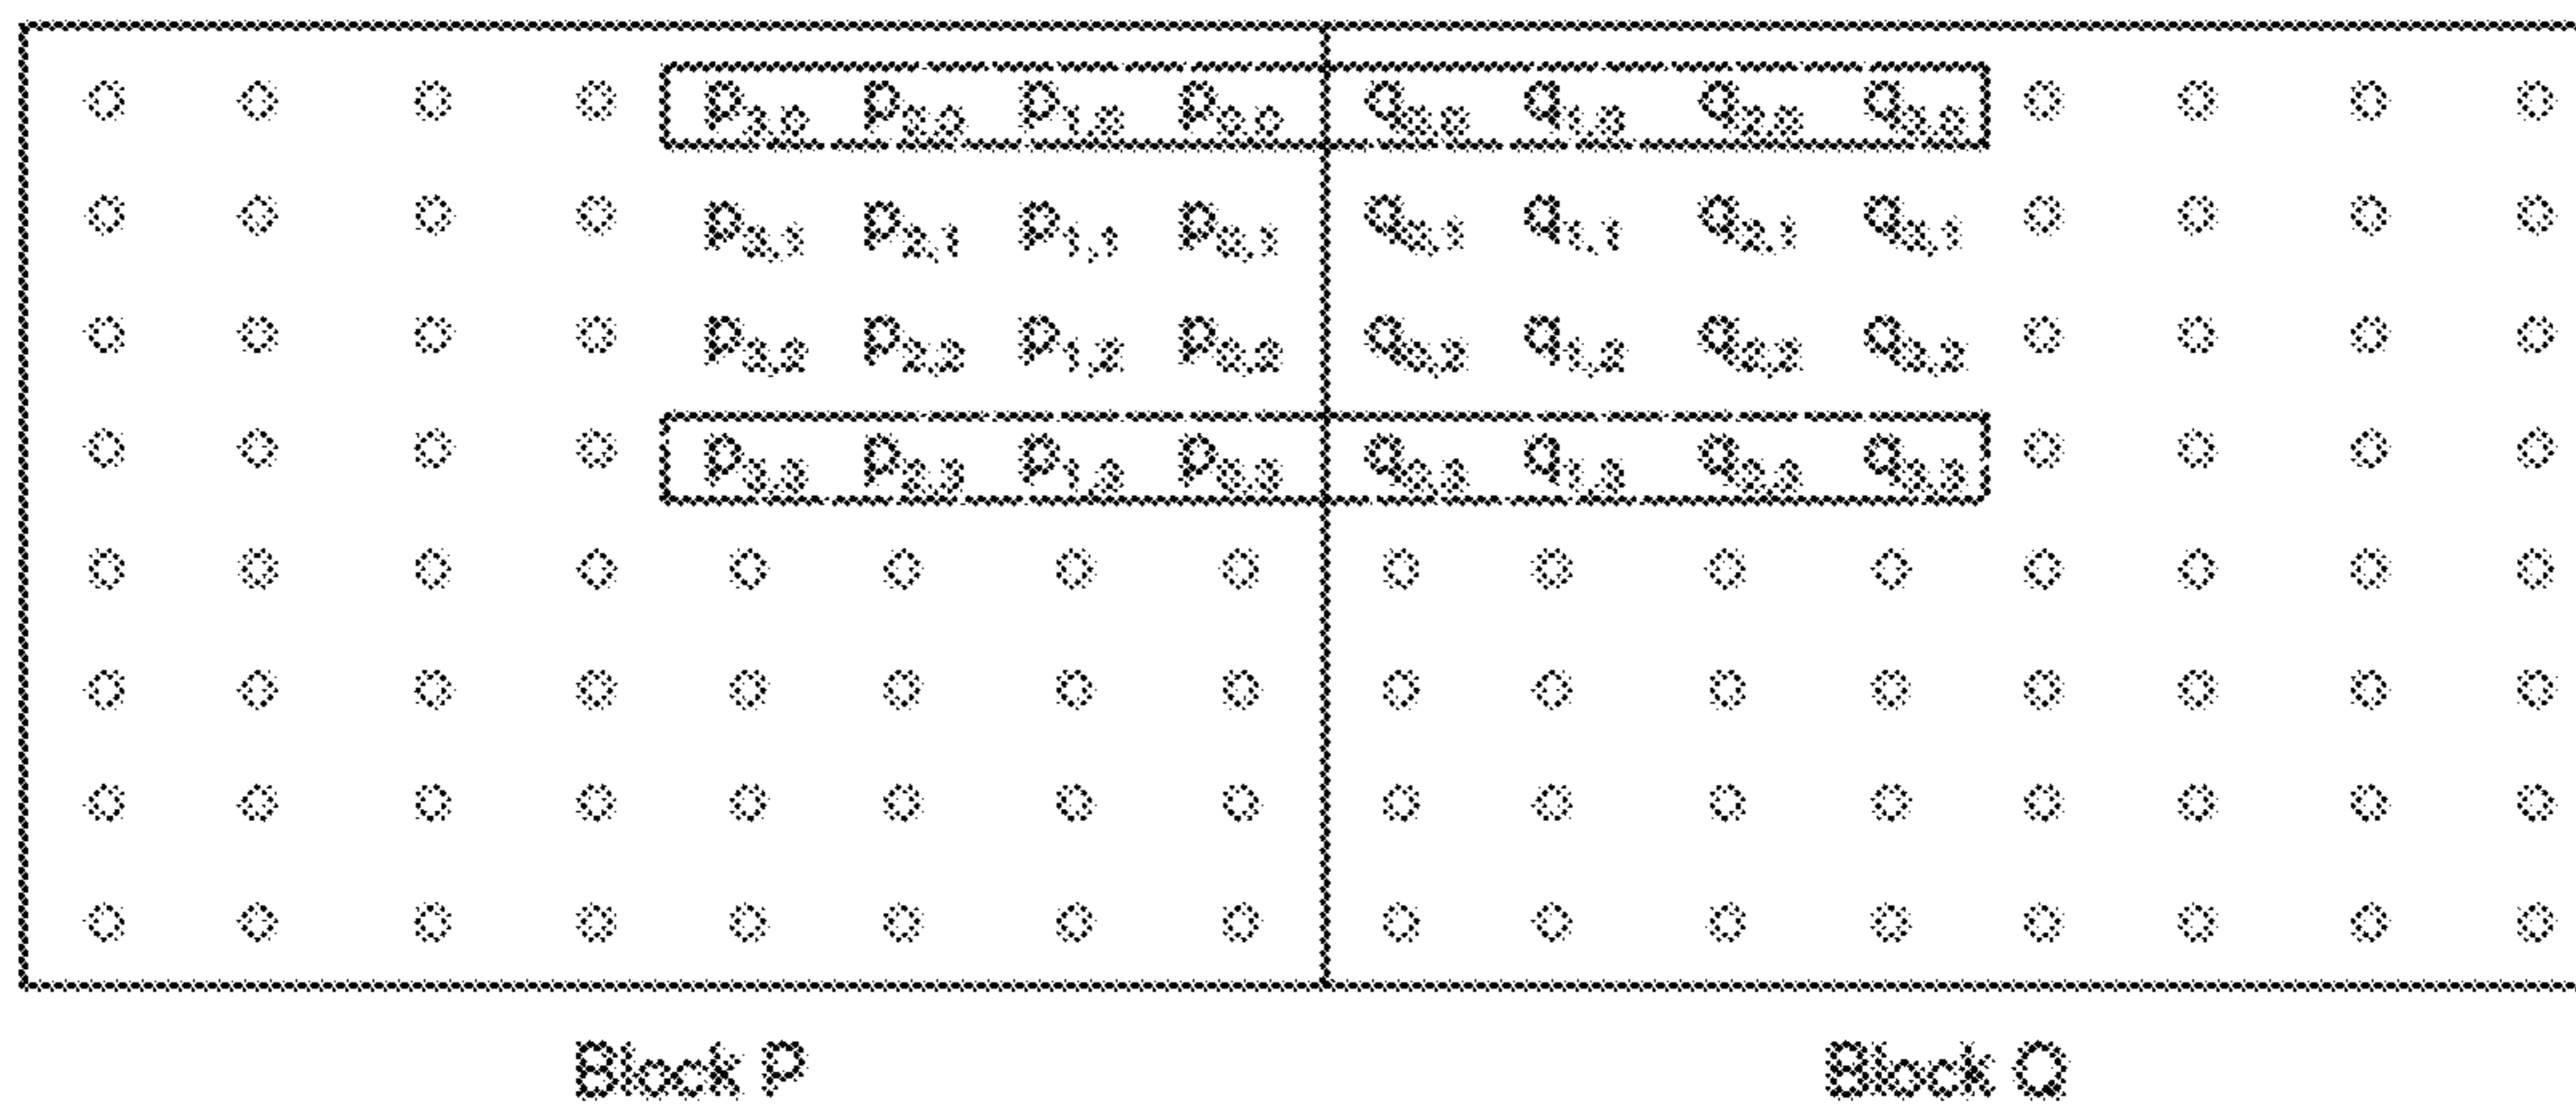 p3,0 p2,0 p1,0 p0,0 q0,0 q1,0 q2,0 q3,0
p3,1 p2,1 p1,1 p0,1 q0,1 q1,1 q2,1 q3,1
p3,2 p2,2 p1,2 p0,2 q0,2 q1,2 q2,2 q3,2
p3,3 p2,3 p1,3 p0,3 q0,3 q1,3 q2,3 q3,3
Block P Block Q